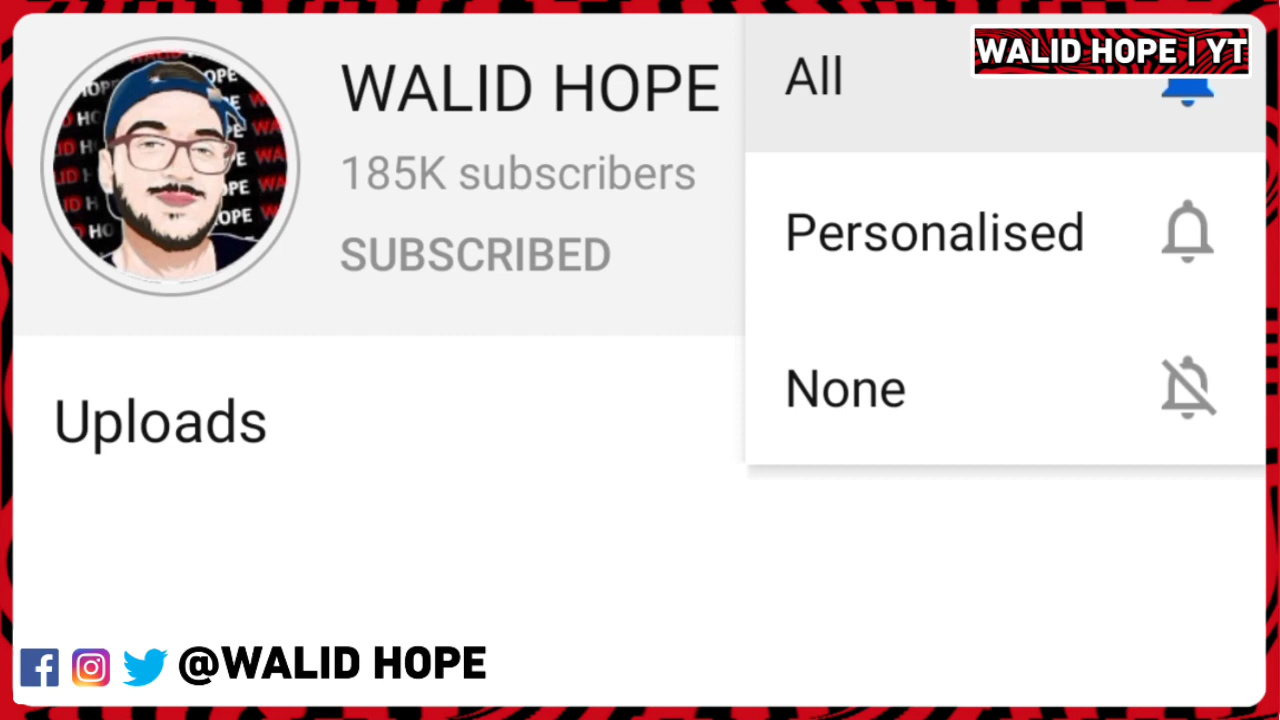 WALID HOPE | YT
WALID HOPE
185K subscribers
SUBSCRIBED
All
Personalised
None
Uploads
@WALID HOPE